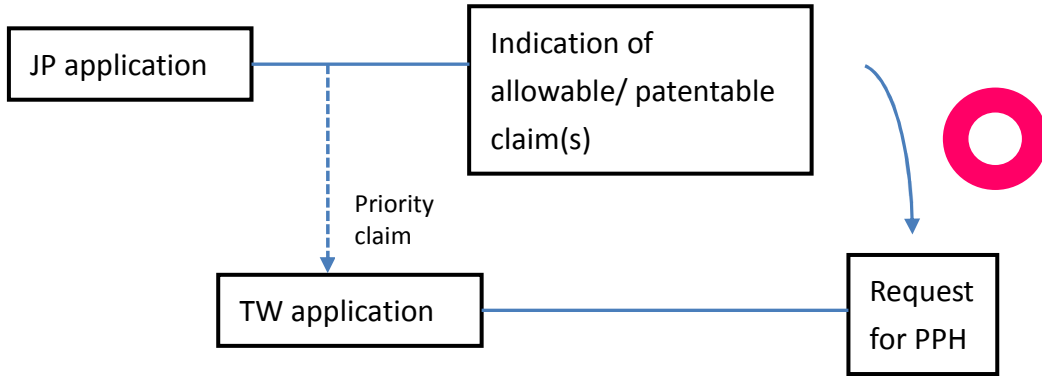 JP application
Indication of
allowable/ patentable
claim(s)
Priority
claim
TW application
Request
for PPH